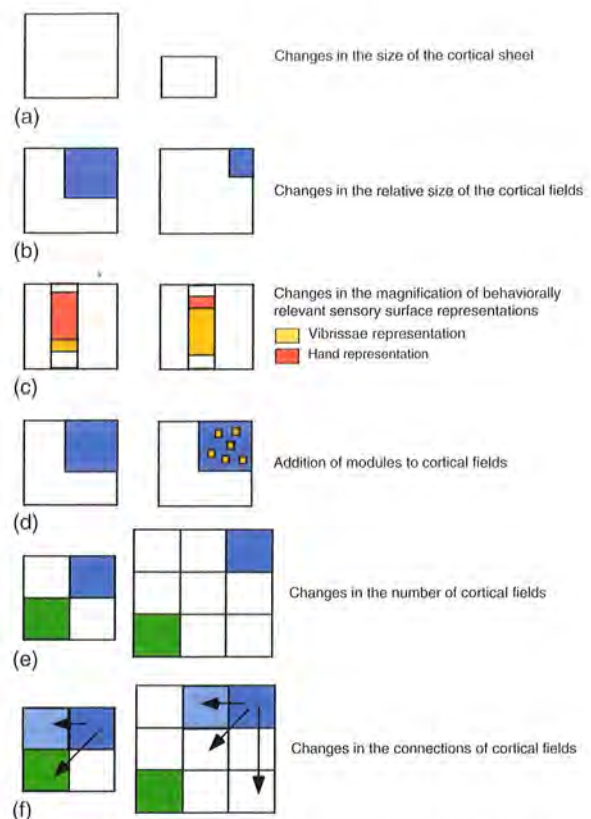 Changes in the size of the cortical sheet
(a)
Changes in the relative size of the cortical fields
(b)
Changes in the magnification of behaviorally
relevant sensory surface representations
Vibrissae representation
Hand representation
(c)
Addition of modules to cortical fields
(d)
Changes in the number of cortical fields
(e)
Changes in the connections of cortical fields
(f)